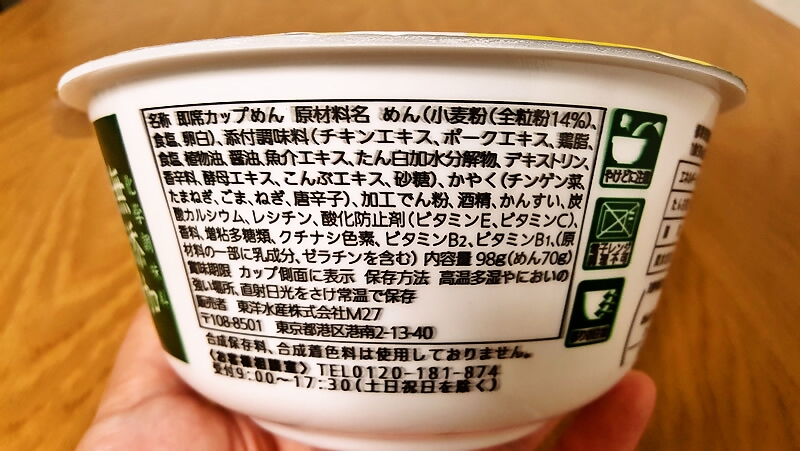 名称 即席カップめん 原材料名 めん(小麦粉(全粒粉14%)、
食塩、卵白)、添付調味料(チキンエキス、ポークエキス、鶏脂、
食塩、植物油、醤油、魚介エキス、たん白加水分解物、デキストリン、
香辛料、酵母エキス、こんぶエキス、砂糖)、かやく(チンゲン菜、
たまねぎ、ごま、ねぎ、唐辛子)、加工でん粉、酒精、かんすい、炭
酸カルシウム、レシチン、酸化防止剤(ビタミンE、ビタミンC)、
香料、増粘多糖類、クチナシ色素、ビタミンB2、ビタミンB1、(原
材料の一部に乳成分、ゼラチンを含む) 内容量 98g(めん70g)
賞味期限 カップ側面に表示 保存方法 高温多湿やにおいの
強い場所、直射日光をさけ常温で保存
販売者 東洋水産株式会社M27
〒108-8501 東京都港区港南2-13-40
合成保存料、合成着色料は使用しておりません。
《お客様相談室》 TEL0120-181-874
受付9:00~17:30(土日祝日を除く)
やけどに注意
化学調味料
無添加